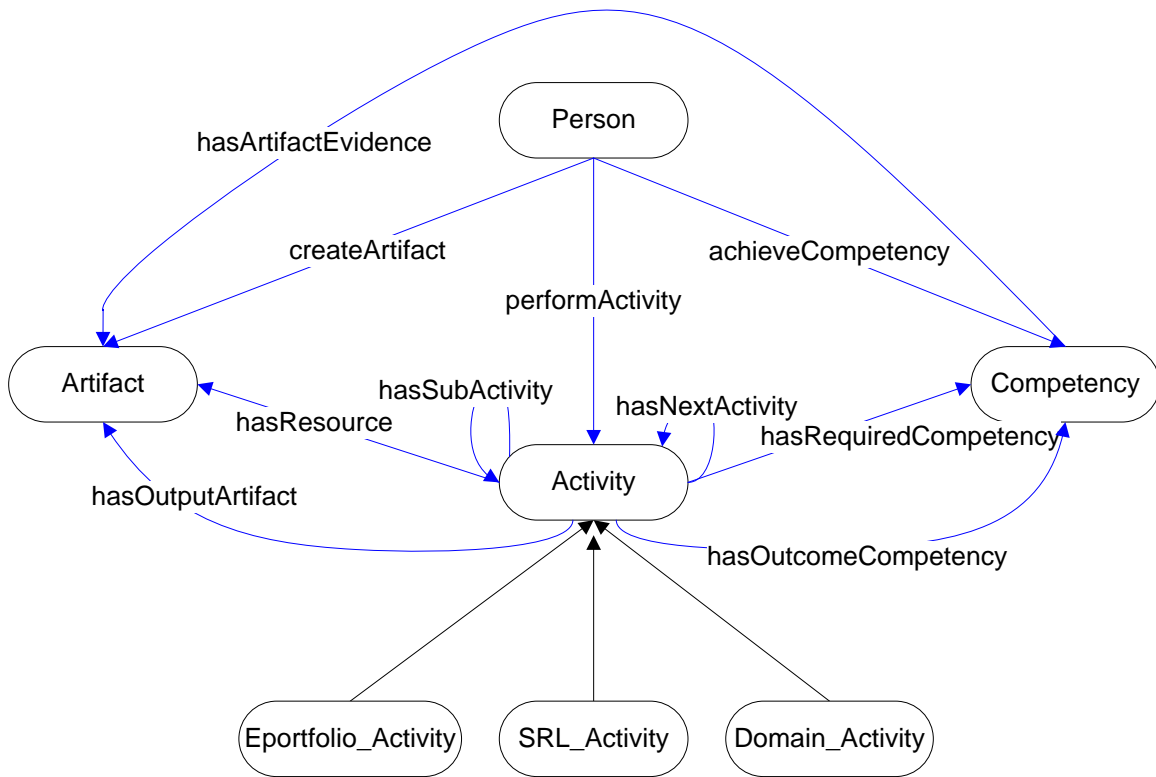 Person
hasArtifactEvidence
createArtifact
achieveCompetency
performActivity
Artifact
Competency
hasSubActivity
hasNextActivity
hasResource
hasRequiredCompetency
Activity
hasOutputArtifact
hasOutcomeCompetency
Eportfolio_Activity
SRL_Activity
Domain_Activity